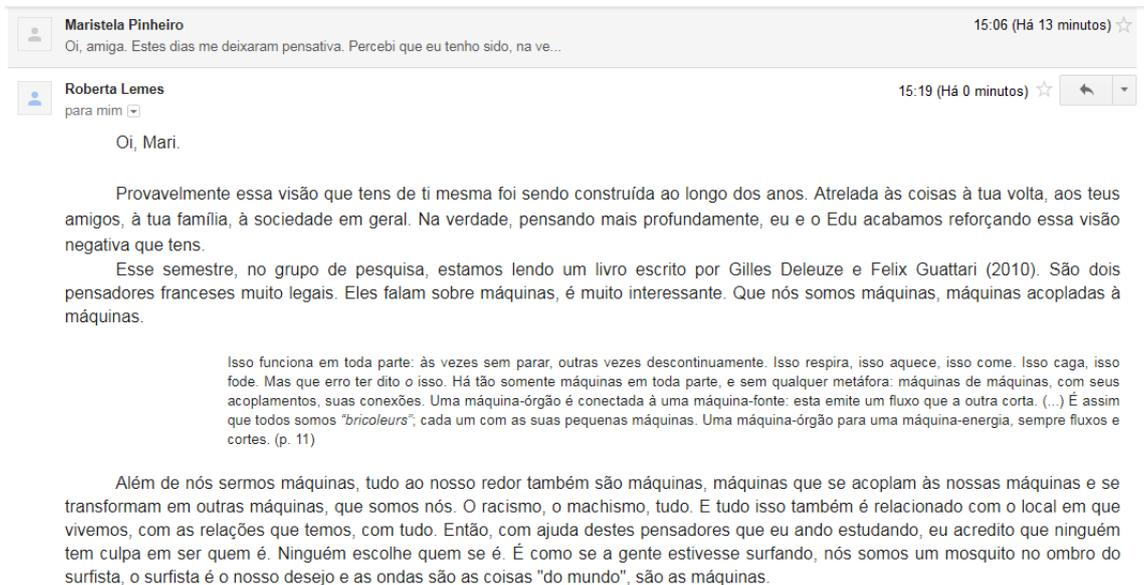 Maristela Pinheiro 15:06 (Há 13 minutos)
Oi, amiga. Estes dias me deixaram pensativa. Percebi que eu tenho sido, na ve...
Roberta Lemes 15:19 (Há 0 minutos)
para mim
Oi, Mari.
Provavelmente essa visão que tens de ti mesma foi sendo construída ao longo dos anos. Atrelada às coisas à tua volta, aos teus
amigos, à tua família, à sociedade em geral. Na verdade, pensando mais profundamente, eu e o Edu acabamos reforçando essa visão
negativa que tens.
Esse semestre, no grupo de pesquisa, estamos lendo um livro escrito por Gilles Deleuze e Felix Guattari (2010). São dois
pensadores franceses muito legais. Eles falam sobre máquinas, é muito interessante. Que nós somos máquinas, máquinas acopladas à
máquinas.
Isso funciona em toda parte: às vezes sem parar, outras vezes descontinuamente. Isso respira, isso aquece, isso come. Isso caga, isso
fode. Mas que erro ter dito o isso. Há tão somente máquinas em toda parte, e sem qualquer metáfora: máquinas de máquinas, com seus
acoplamentos, suas conexões. Uma máquina-órgão é conectada à uma máquina-fonte: esta emite um fluxo que a outra corta. (...) É assim
que todos somos "bricoleurs"; cada um com as suas pequenas máquinas. Uma máquina-órgão para uma máquina-energia, sempre fluxos e
cortes. (p. 11)
Além de nós sermos máquinas, tudo ao nosso redor também são máquinas, máquinas que se acoplam às nossas máquinas e se
transformam em outras máquinas, que somos nós. O racismo, o machismo, tudo. E tudo isso também é relacionado com o local em que
vivemos, com as relações que temos, com tudo. Então, com ajuda destes pensadores que eu ando estudando, eu acredito que ninguém
tem culpa em ser quem é. Ninguém escolhe quem se é. É como se a gente estivesse surfando, nós somos um mosquito no ombro do
surfista, o surfista é o nosso desejo e as ondas são as coisas "do mundo", são as máquinas.